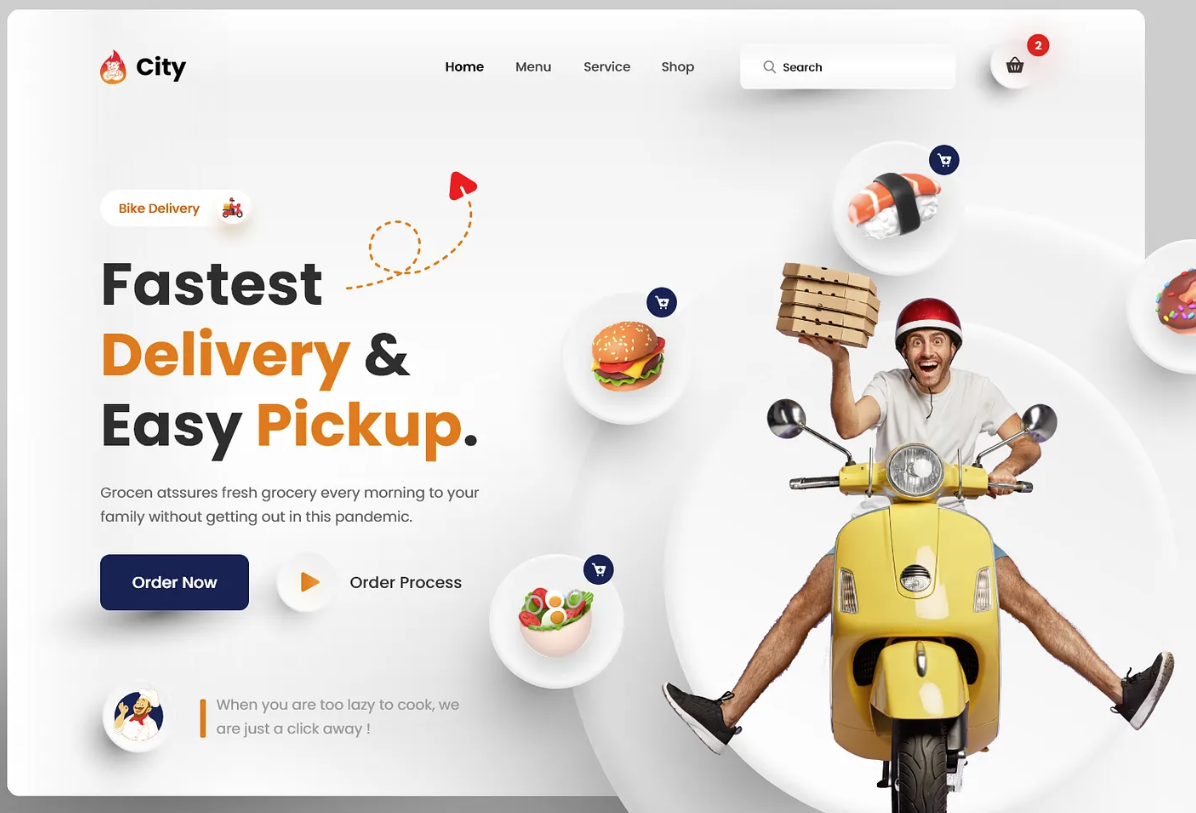 City
Home
Menu
Service
Shop
Search
2
Bike Delivery
Fastest
Delivery &
Easy Pickup.
Grocen atssures fresh grocery every morning to your
family without getting out in this pandemic.
Order Now
Order Process
When you are too lazy to cook, we
are just a click away !